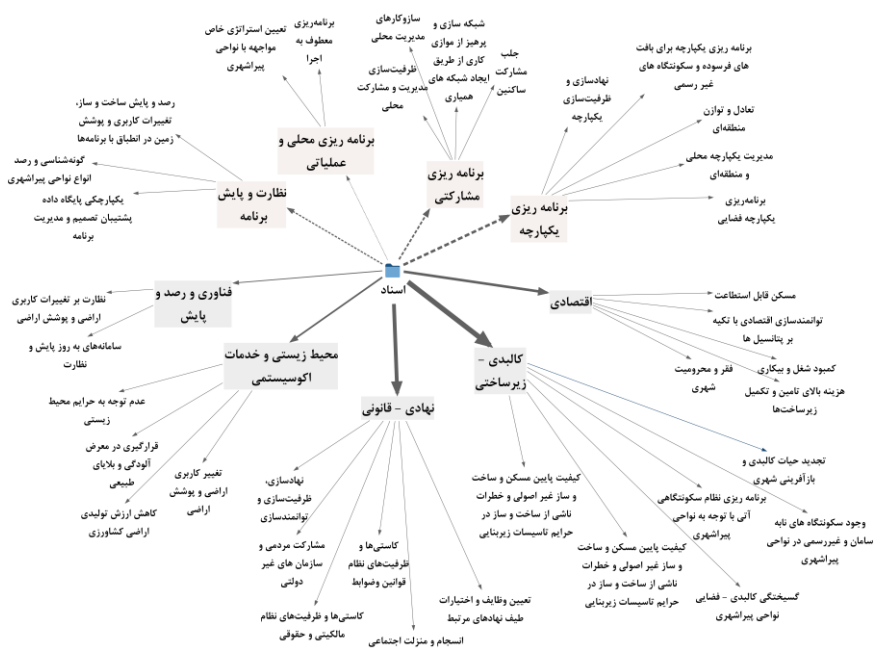 برنامه ریزی یکپارچه برای بافت
های فرسوده و سکونتگاه های
غیر رسمی
تعادل و توازن
منطقه‌ای
مدیریت یکپارچه محلی
و منطقه‌ای
برنامه‌ریزی
یکپارچه فضایی
نهادسازی و
ظرفیت‌سازی
یکپارچه
برنامه ریزی
یکپارچه
جلب
مشارکت
ساکنین
شبکه سازی و
پرهیز از موازی
کاری از طریق
ایجاد شبکه های
همیاری
سازوکارهای
مدیریت محلی
ظرفیت‌سازی
مدیریت و مشارکت
محلی
برنامه ریزی
مشارکتی
برنامه‌ریزی
معطوف به
اجرا
تعیین استراتژی خاص
مواجهه با نواحی
پیراشهری
برنامه ریزی محلی و
عملیاتی
رصد و پایش ساخت و ساز،
تغییرات کاربری و پوشش
زمین در انطباق با برنامه‌ها
گونه‌شناسی و رصد
انواع نواحی پیراشهری
یکپارچکی پایگاه داده
پشتیبان تصمیم و مدیریت
برنامه
نظارت و پایش
برنامه
اسناد
اقتصادی
مسکن قابل استطاعت
توانمندسازی اقتصادی با تکیه
بر پتانسیل ها
کمبود شغل و بیکاری
فقر و محرومیت
شهری
هزینه بالای تامین و تکمیل
زیرساخت‌ها
کالبدی - 
زیرساختی
تجدید حیات کالبدی و
بازآفرینی شهری
برنامه ریزی نظام سکونتگاهی
آتی با توجه به نواحی
پیراشهری
وجود سکونتگاه های نابه
سامان و غیررسمی در نواحی
پیراشهری
گسیختگی کالبدی - فضایی
نواحی پیراشهری
کیفیت پایین مسکن و ساخت
و ساز غیر اصولی و خطرات
ناشی از ساخت و ساز در
حرایم تاسیسات زیربنایی
کیفیت پایین مسکن و ساخت
و ساز غیر اصولی و خطرات
ناشی از ساخت و ساز در
حرایم تاسیسات زیربنایی
نهادی - قانونی
تعیین وظایف و اختیارات
طیف نهادهای مرتبط
انسجام و منزلت اجتماعی
کاستی‌ها و
ظرفیت‌های نظام
قوانین وضوابط
کاستی‌ها و ظرفیت‌های نظام
مالکیتی و حقوقی
مشارکت مردمی و
سازمان های غیر
دولتی
نهادسازی،
ظرفیت‌سازی و
توانمندسازی
محیط زیستی و خدمات
اکوسیستمی
تغییر کاربری
اراضی و پوشش
اراضی
کاهش ارزش تولیدی
اراضی کشاورزی
قرارگیری در معرض
آلودگی و بلایای
طبیعی
عدم توجه به حرایم محیط
زیستی
فناوری و رصد و
پایش
نظارت بر تغییرات کاربری
اراضی و پوشش اراضی
سامانه‌های به روز پایش و
نظارت